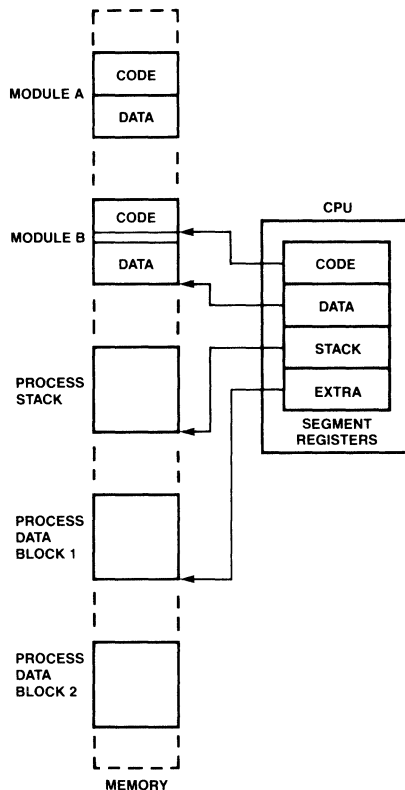 MODULE A
CODE
DATA
MODULE B
CODE
DATA
PROCESS
STACK
PROCESS
DATA
BLOCK 1
PROCESS
DATA
BLOCK 2
MEMORY
CPU
CODE
DATA
STACK
EXTRA
SEGMENT
REGISTERS